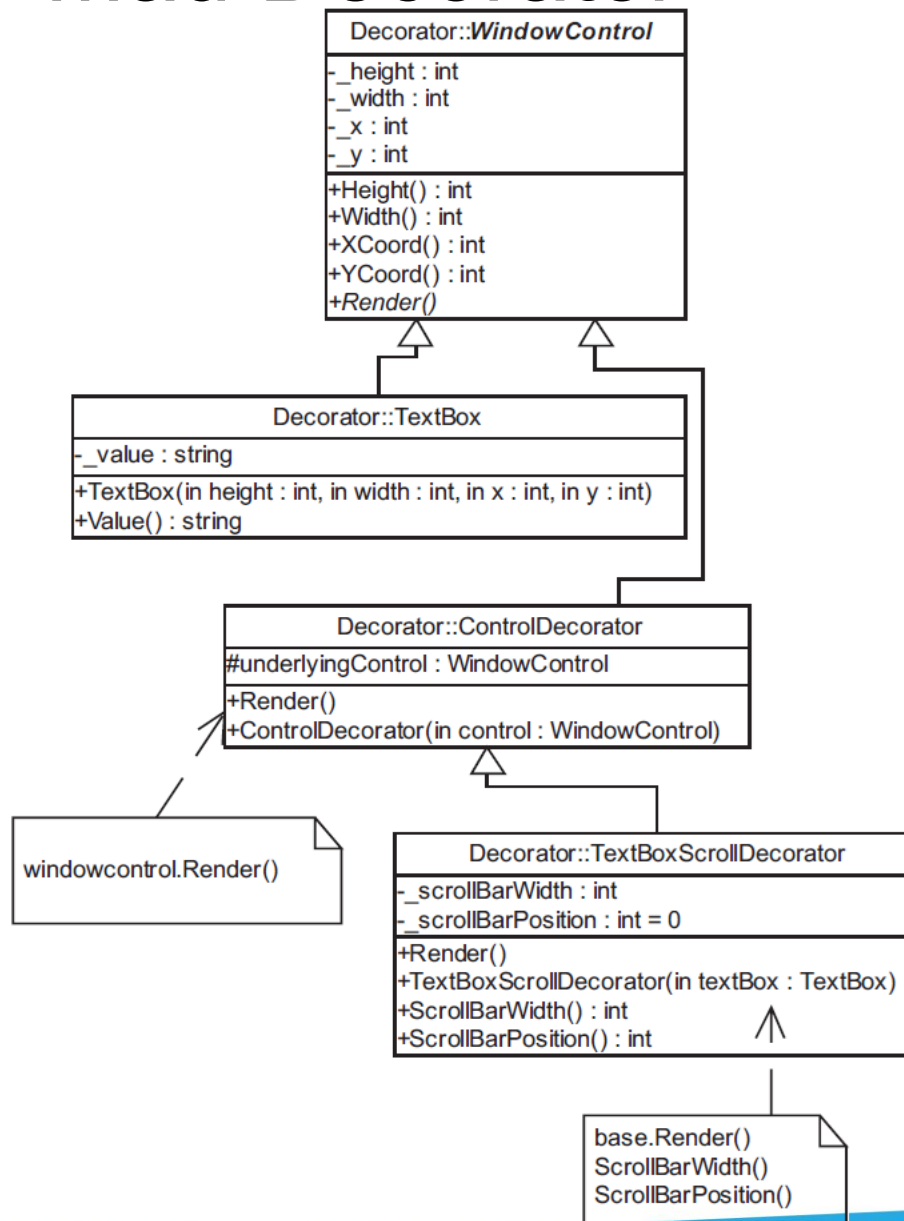 Decorator::WindowControl
-_height : int
-_width : int
-_x : int
-_y : int
+Height() : int
+Width() : int
+XCoord() : int
+YCoord() : int
+Render()
Decorator::TextBox
-_value : string
+TextBox(in height : int, in width : int, in x : int, in y : int)
+Value() : string
Decorator::ControlDecorator
#underlyingControl : WindowControl
+Render()
+ControlDecorator(in control : WindowControl)
windowcontrol.Render()
Decorator::TextBoxScrollDecorator
-_scrollBarWidth : int
-_scrollBarPosition : int = 0
+Render()
+TextBoxScrollDecorator(in textBox : TextBox)
+ScrollBarWidth() : int
+ScrollBarPosition() : int
base.Render()
ScrollBarWidth()
ScrollBarPosition()